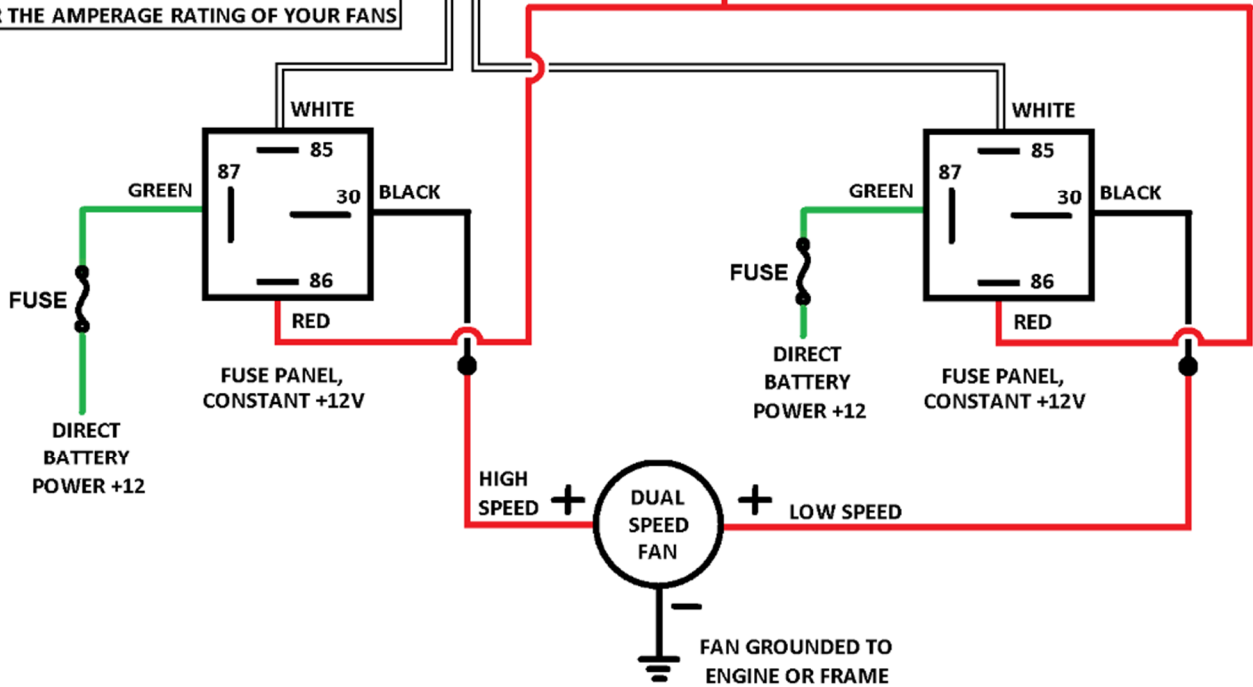 THE AMPERAGE RATING OF YOUR FANS
WHITE
85
87
30
86
GREEN
BLACK
FUSE
RED
FUSE PANEL,
CONSTANT +12V
DIRECT
BATTERY
POWER +12
WHITE
85
87
30
86
GREEN
BLACK
FUSE
RED
DIRECT
BATTERY
POWER +12
FUSE PANEL,
CONSTANT +12V
HIGH
SPEED
+
DUAL
SPEED
FAN
+
LOW SPEED
−
FAN GROUNDED TO
ENGINE OR FRAME